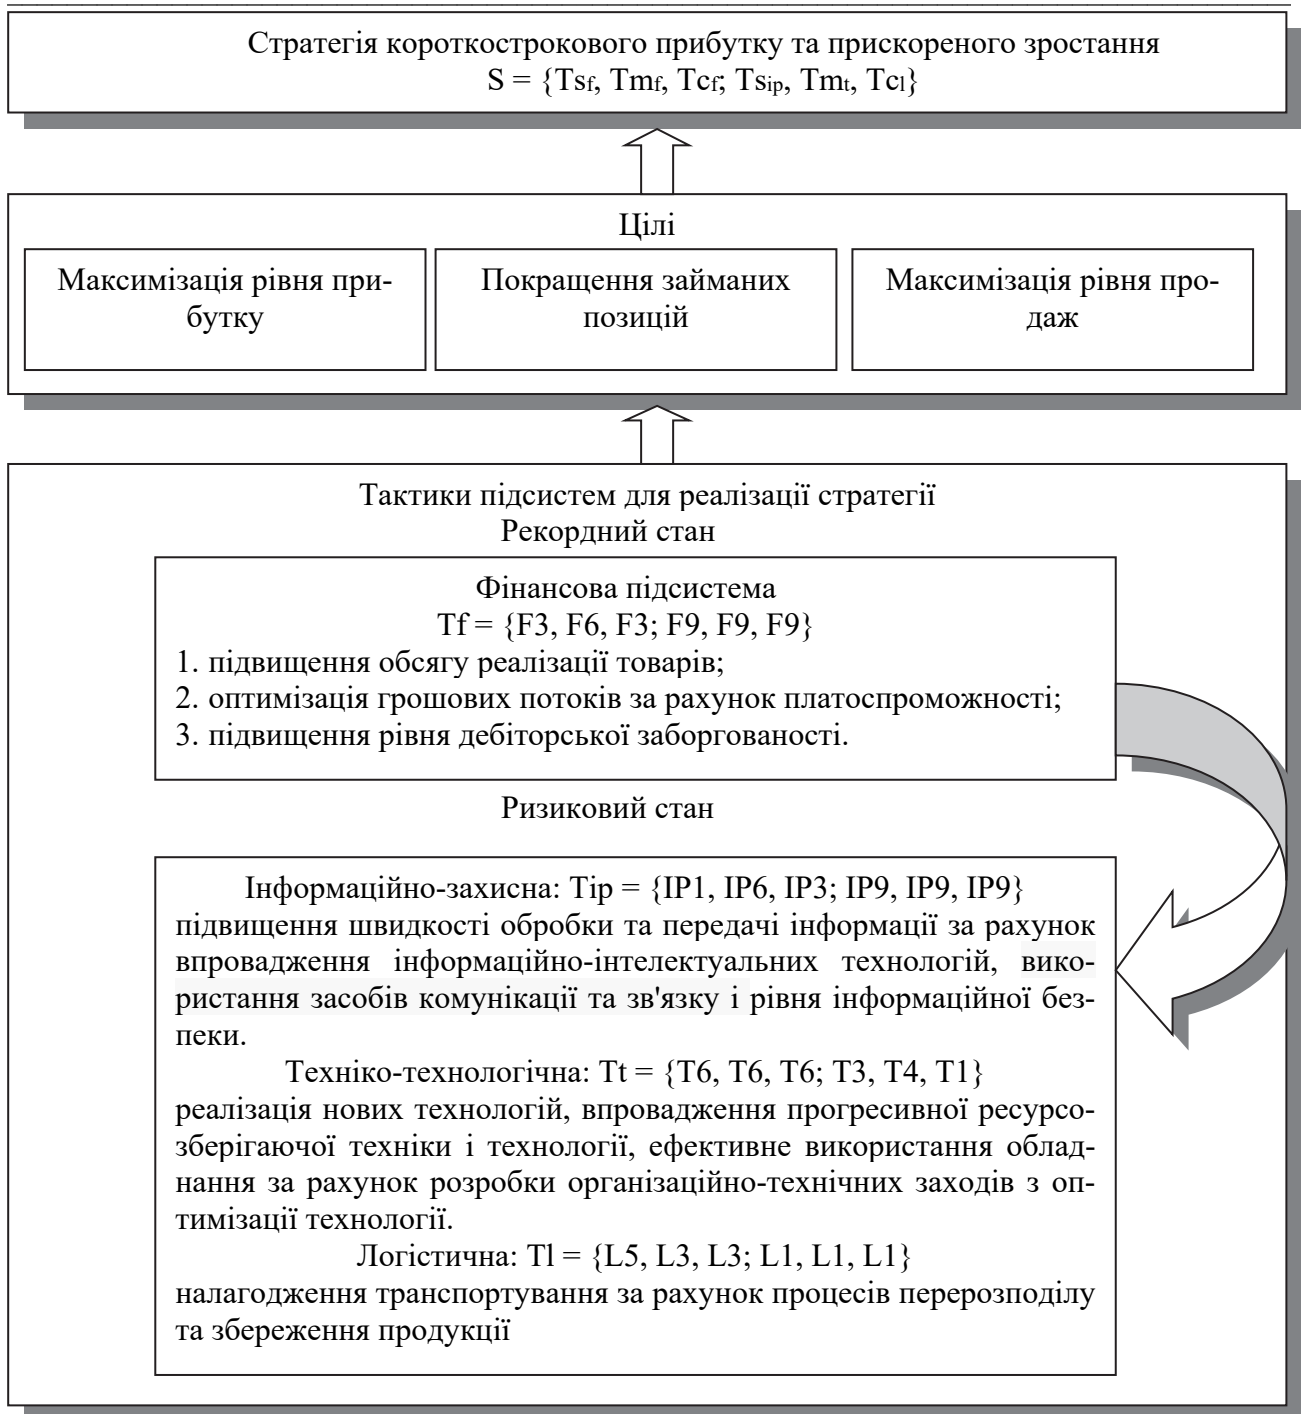 Стратегія короткострокового прибутку та прискореного зростання
S = {Tsf, Tmf, Tcf; Tsip, Tmt, Tcl}
Цілі
Максимізація рівня при-
бутку
Покращення займаних
позицій
Максимізація рівня про-
даж
Тактики підсистем для реалізації стратегії
Рекордний стан
Фінансова підсистема
Tf = {F3, F6, F3; F9, F9, F9}
1. підвищення обсягу реалізації товарів;
2. оптимізація грошових потоків за рахунок платоспроможності;
3. підвищення рівня дебіторської заборгованості.
Ризиковий стан
Інформаційно-захисна: Tip = {IP1, IP6, IP3; IP9, IP9, IP9}
підвищення швидкості обробки та передачі інформації за рахунок
впровадження інформаційно-інтелектуальних технологій, вико-
ристання засобів комунікації та зв'язку і рівня інформаційної без-
пеки.
Техніко-технологічна: Tt = {T6, T6, T6; T3, T4, T1}
реалізація нових технологій, впровадження прогресивної ресурсо-
зберігаючої техніки і технології, ефективне використання облад-
нання за рахунок розробки організаційно-технічних заходів з оп-
тимізації технології.
Логістична: Tl = {L5, L3, L3; L1, L1, L1}
налагодження транспортування за рахунок процесів перерозподілу
та збереження продукції